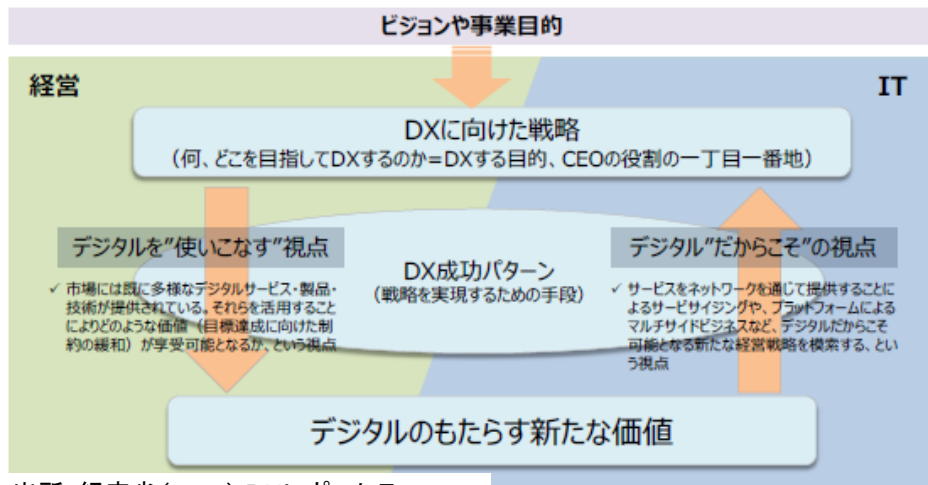 ビジョンや事業目的
経営
IT
DXに向けた戦略
(何、どこを目指してDXするのか=DXする目的、CEOの役割の一丁目一番地)
デジタルを"使いこなす"視点
✓ 市場には既に多様なデジタルサービス・製品・
技術が提供されている。それらを活用すること
によりどのような価値(目標達成に向けた制
約の緩和)が享受可能となるか、という視点
DX成功パターン
(戦略を実現するための手段)
デジタル"だからこそ"の視点
✓ サービスをネットワークを通じて提供することに
よるサービサイジングや、プラットフォームによる
マルチサイドビジネスなど、デジタルだからこそ
可能となる新たな経営戦略を模索する、とい
う視点
デジタルのもたらす新たな価値